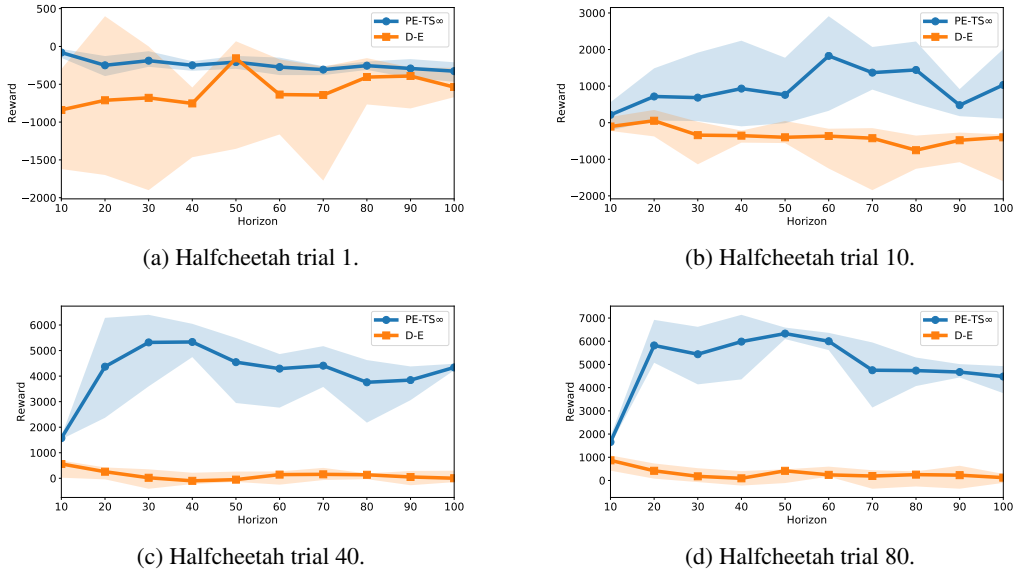 500
0
−500
−1000
−1500
−2000
Reward
10 20 30 40 50 60 70 80 90 100
Horizon
PE-TS∞
D-E
(a) Halfcheetah trial 1.
3000
2000
1000
0
−1000
−2000
Reward
10 20 30 40 50 60 70 80 90 100
Horizon
PE-TS∞
D-E
(b) Halfcheetah trial 10.
6000
5000
4000
3000
2000
1000
0
Reward
10 20 30 40 50 60 70 80 90 100
Horizon
PE-TS∞
D-E
(c) Halfcheetah trial 40.
7000
6000
5000
4000
3000
2000
1000
0
Reward
10 20 30 40 50 60 70 80 90 100
Horizon
PE-TS∞
D-E
(d) Halfcheetah trial 80.